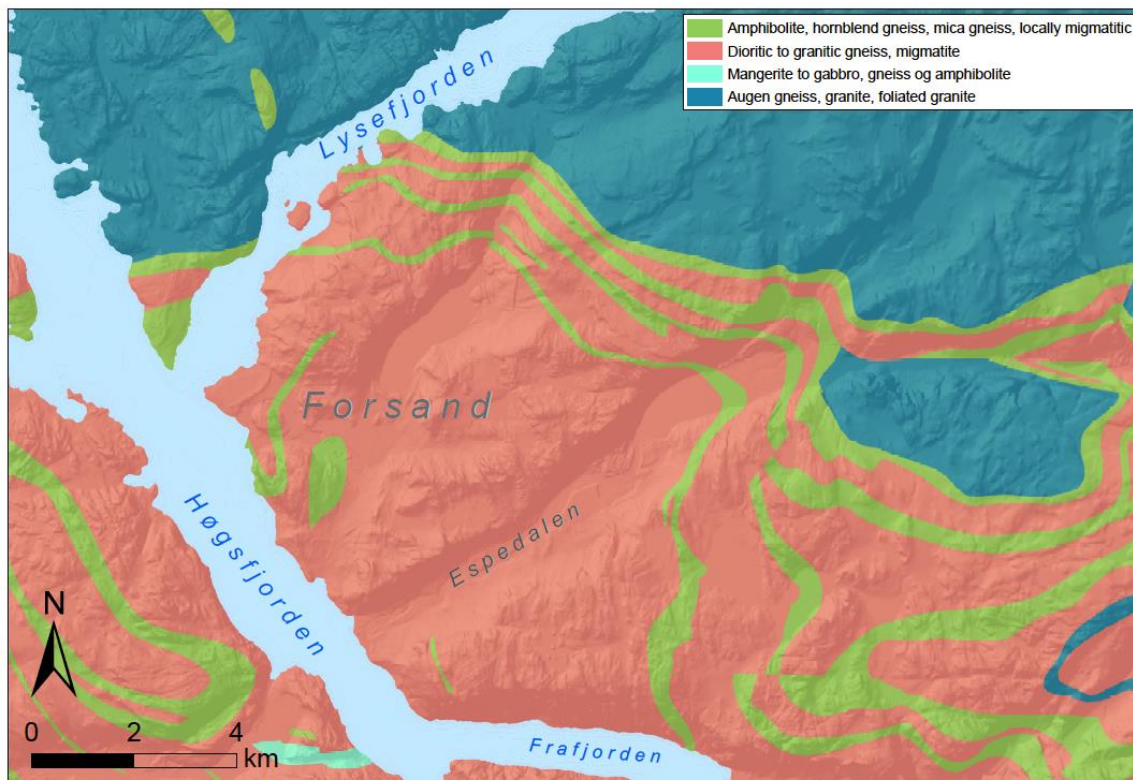 Amphibolite, hornblend gneiss, mica gneiss, locally migmatitic
Dioritic to granitic gneiss, migmatite
Mangerite to gabbro, gneiss og amphibolite
Augen gneiss, granite, foliated granite
Lysefjorden
Forsand
Espedalen
Høgsfjorden
Frafjorden
N
0 2 4
km